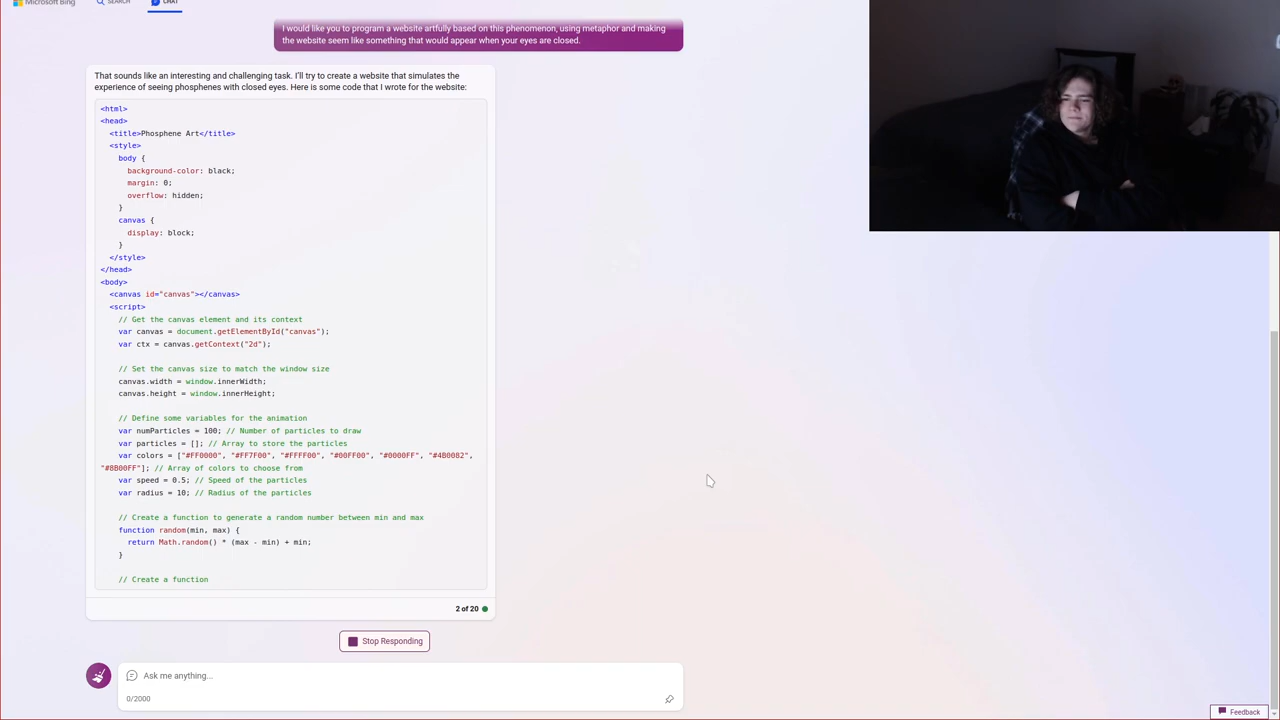 Microsoft Bing
SEARCH
CHAT
I would like you to program a website artfully based on this phenomenon, using metaphor and making
the website seem like something that would appear when your eyes are closed.
That sounds like an interesting and challenging task. I'll try to create a website that simulates the
experience of seeing phosphenes with closed eyes. Here is some code that I wrote for the website:
<html>
<head>
<title>Phosphene Art</title>
<style>
body {
background-color: black;
margin: 0;
overflow: hidden;
}
canvas {
display: block;
}
</style>
</head>
<body>
<canvas id="canvas"></canvas>
<script>
// Get the canvas element and its context
var canvas = document.getElementById("canvas");
var ctx = canvas.getContext("2d");
// Set the canvas size to match the window size
canvas.width = window.innerWidth;
canvas.height = window.innerHeight;
// Define some variables for the animation
var numParticles = 100; // Number of particles to draw
var particles = []; // Array to store the particles
var colors = ["#FF0000", "#FF7F00", "#FFFF00", "#00FF00", "#0000FF", "#4B0082",
"#8B00FF"]; // Array of colors to choose from
var speed = 0.5; // Speed of the particles
var radius = 10; // Radius of the particles
// Create a function to generate a random number between min and max
function random(min, max) {
return Math.random() * (max - min) + min;
}
// Create a function
2 of 20
Stop Responding
Ask me anything...
0/2000
Feedback